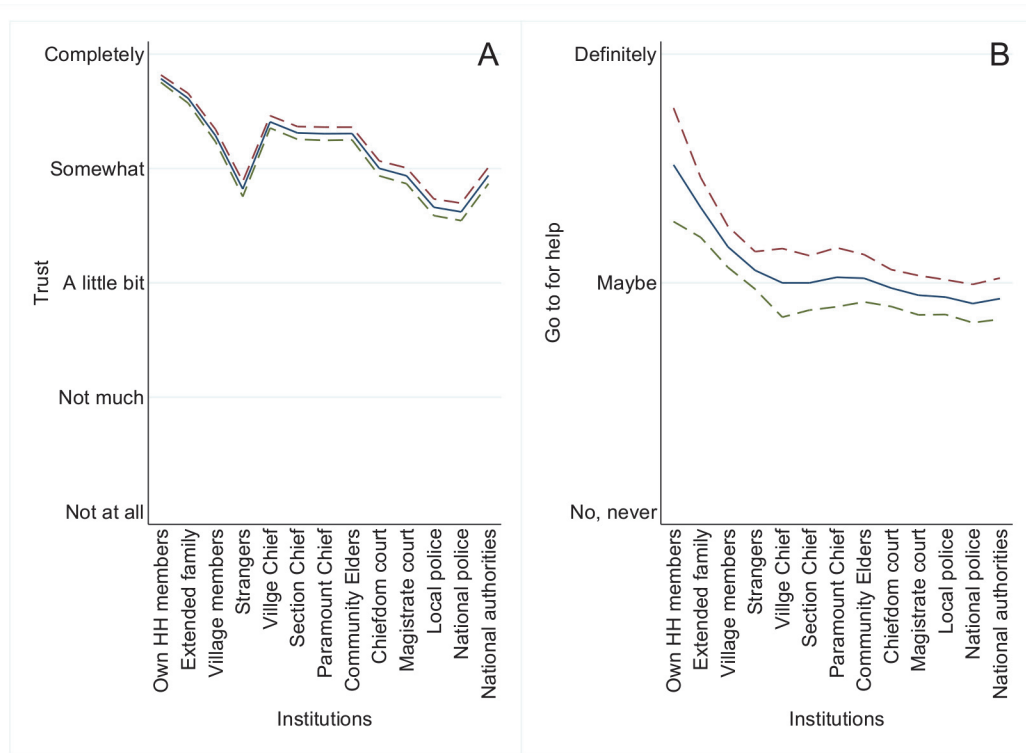 A
Completely
Somewhat
A little bit
Not much
Not at all
Trust
Own HH members
Extended family
Village members
Strangers
Villge Chief
Section Chief
Paramount Chief
Community Elders
Chiefdom court
Magistrate court
Local police
National police
National authorities
Institutions
B
Definitely
Maybe
No, never
Go to for help
Own HH members
Extended family
Village members
Strangers
Villge Chief
Section Chief
Paramount Chief
Community Elders
Chiefdom court
Magistrate court
Local police
National police
National authorities
Institutions